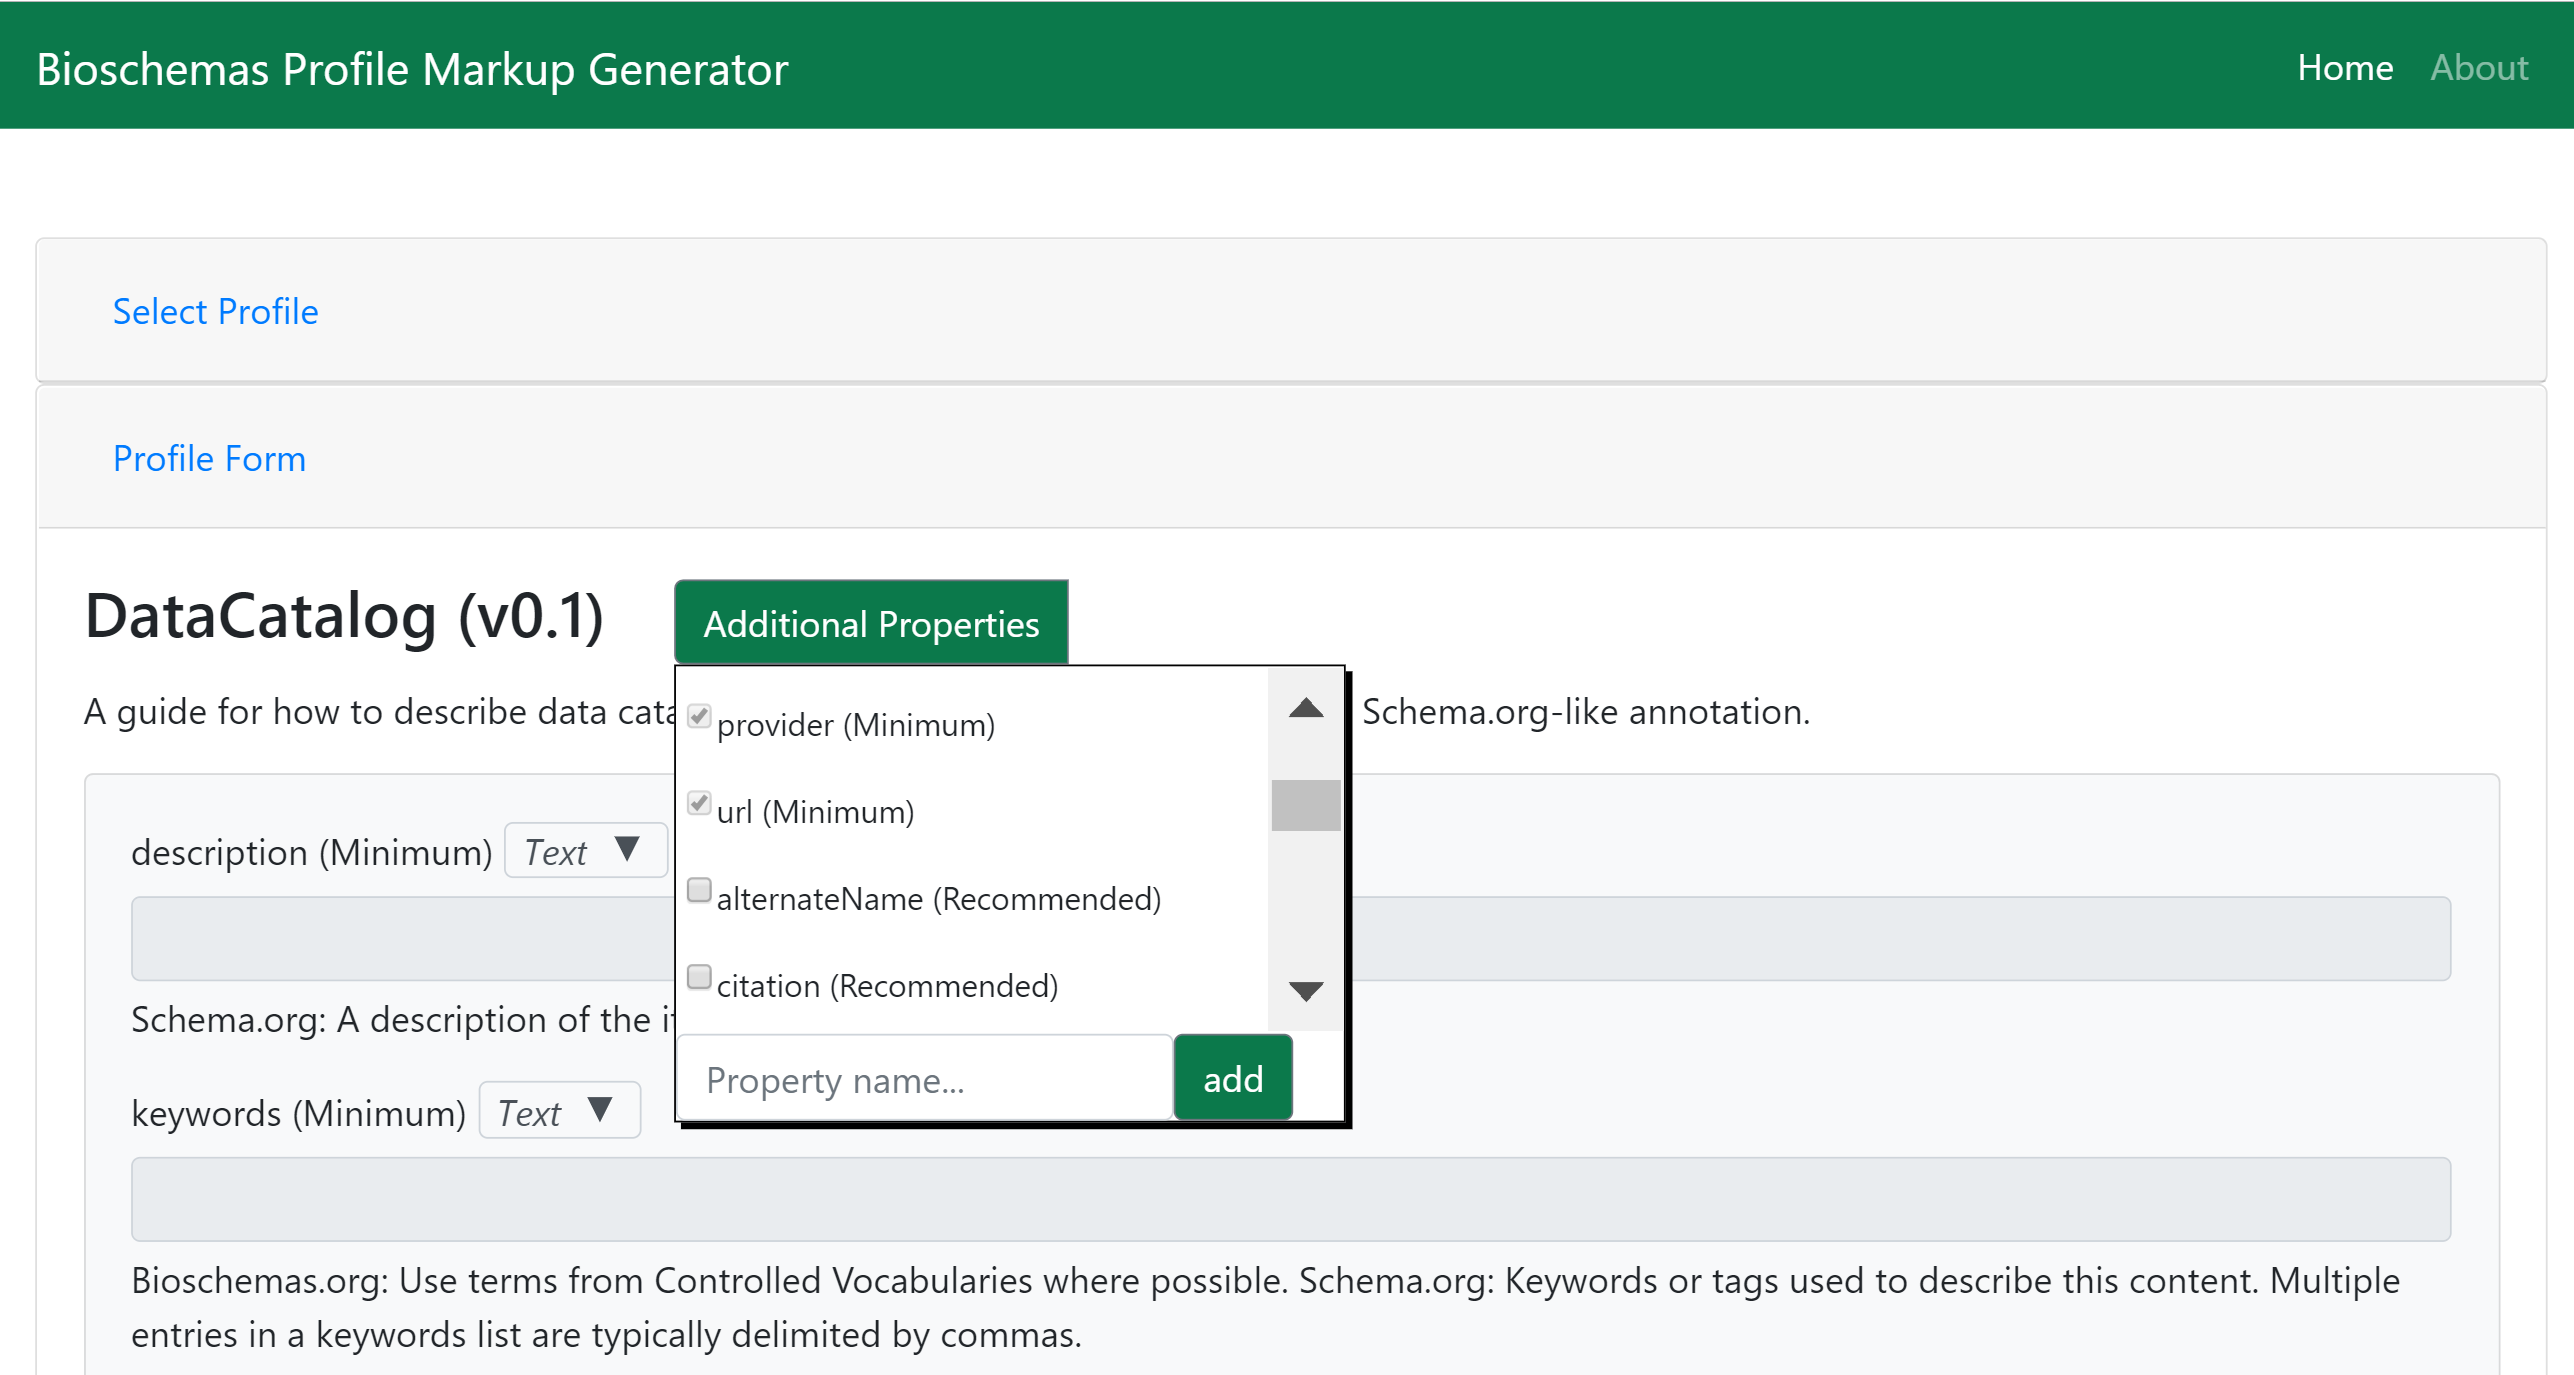 Bioschemas Profile Markup Generator
Home About
Select Profile
Profile Form
DataCatalog (v0.1)
Additional Properties
A guide for how to describe data Schema.org-like annotation.
provider (Minimum)
url (Minimum)
description (Minimum) Text ▼
alternateName (Recommended)
citation (Recommended)
Schema.org: A description of the
Property name... add
keywords (Minimum) Text ▼
Bioschemas.org: Use terms from Controlled Vocabularies where possible. Schema.org: Keywords or tags used to describe this content. Multiple
entries in a keywords list are typically delimited by commas.